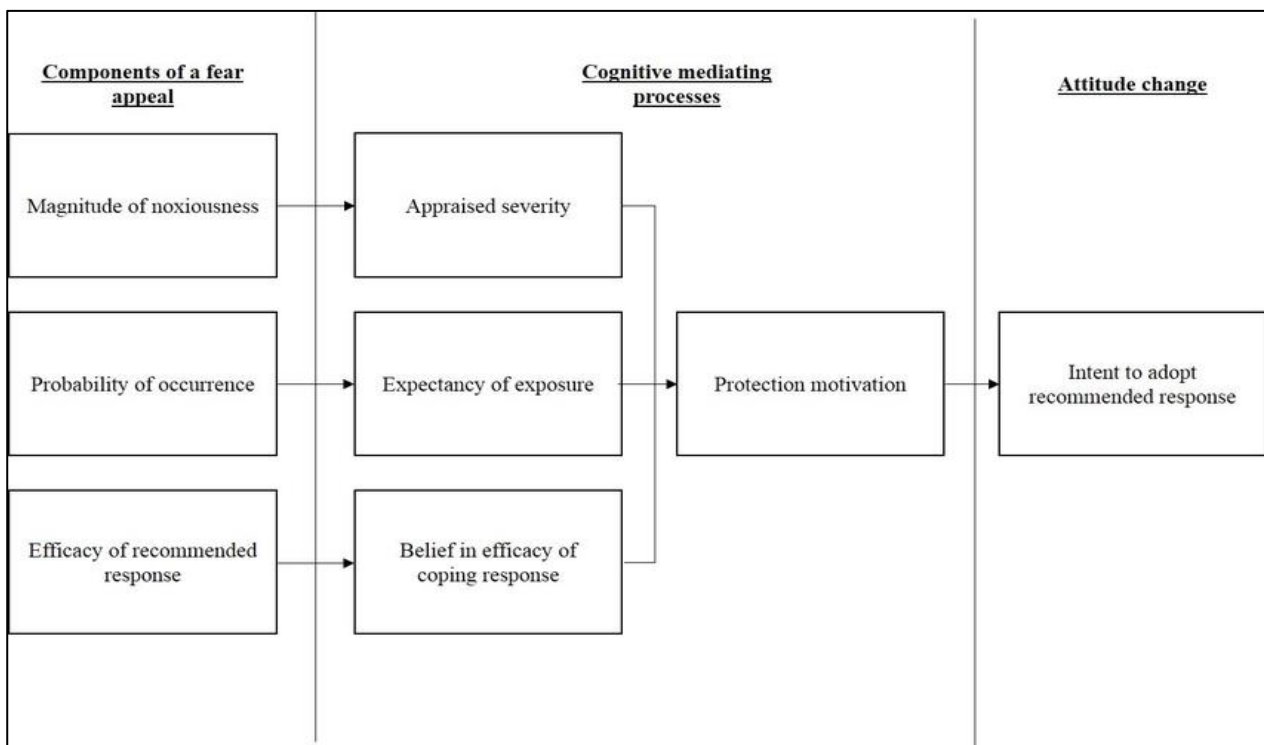 Components of a fear
appeal
Cognitive mediating
processes
Attitude change
Magnitude of noxiousness
Appraised severity
Probability of occurrence
Expectancy of exposure
Protection motivation
Intent to adopt
recommended response
Efficacy of recommended
response
Belief in efficacy of
coping response